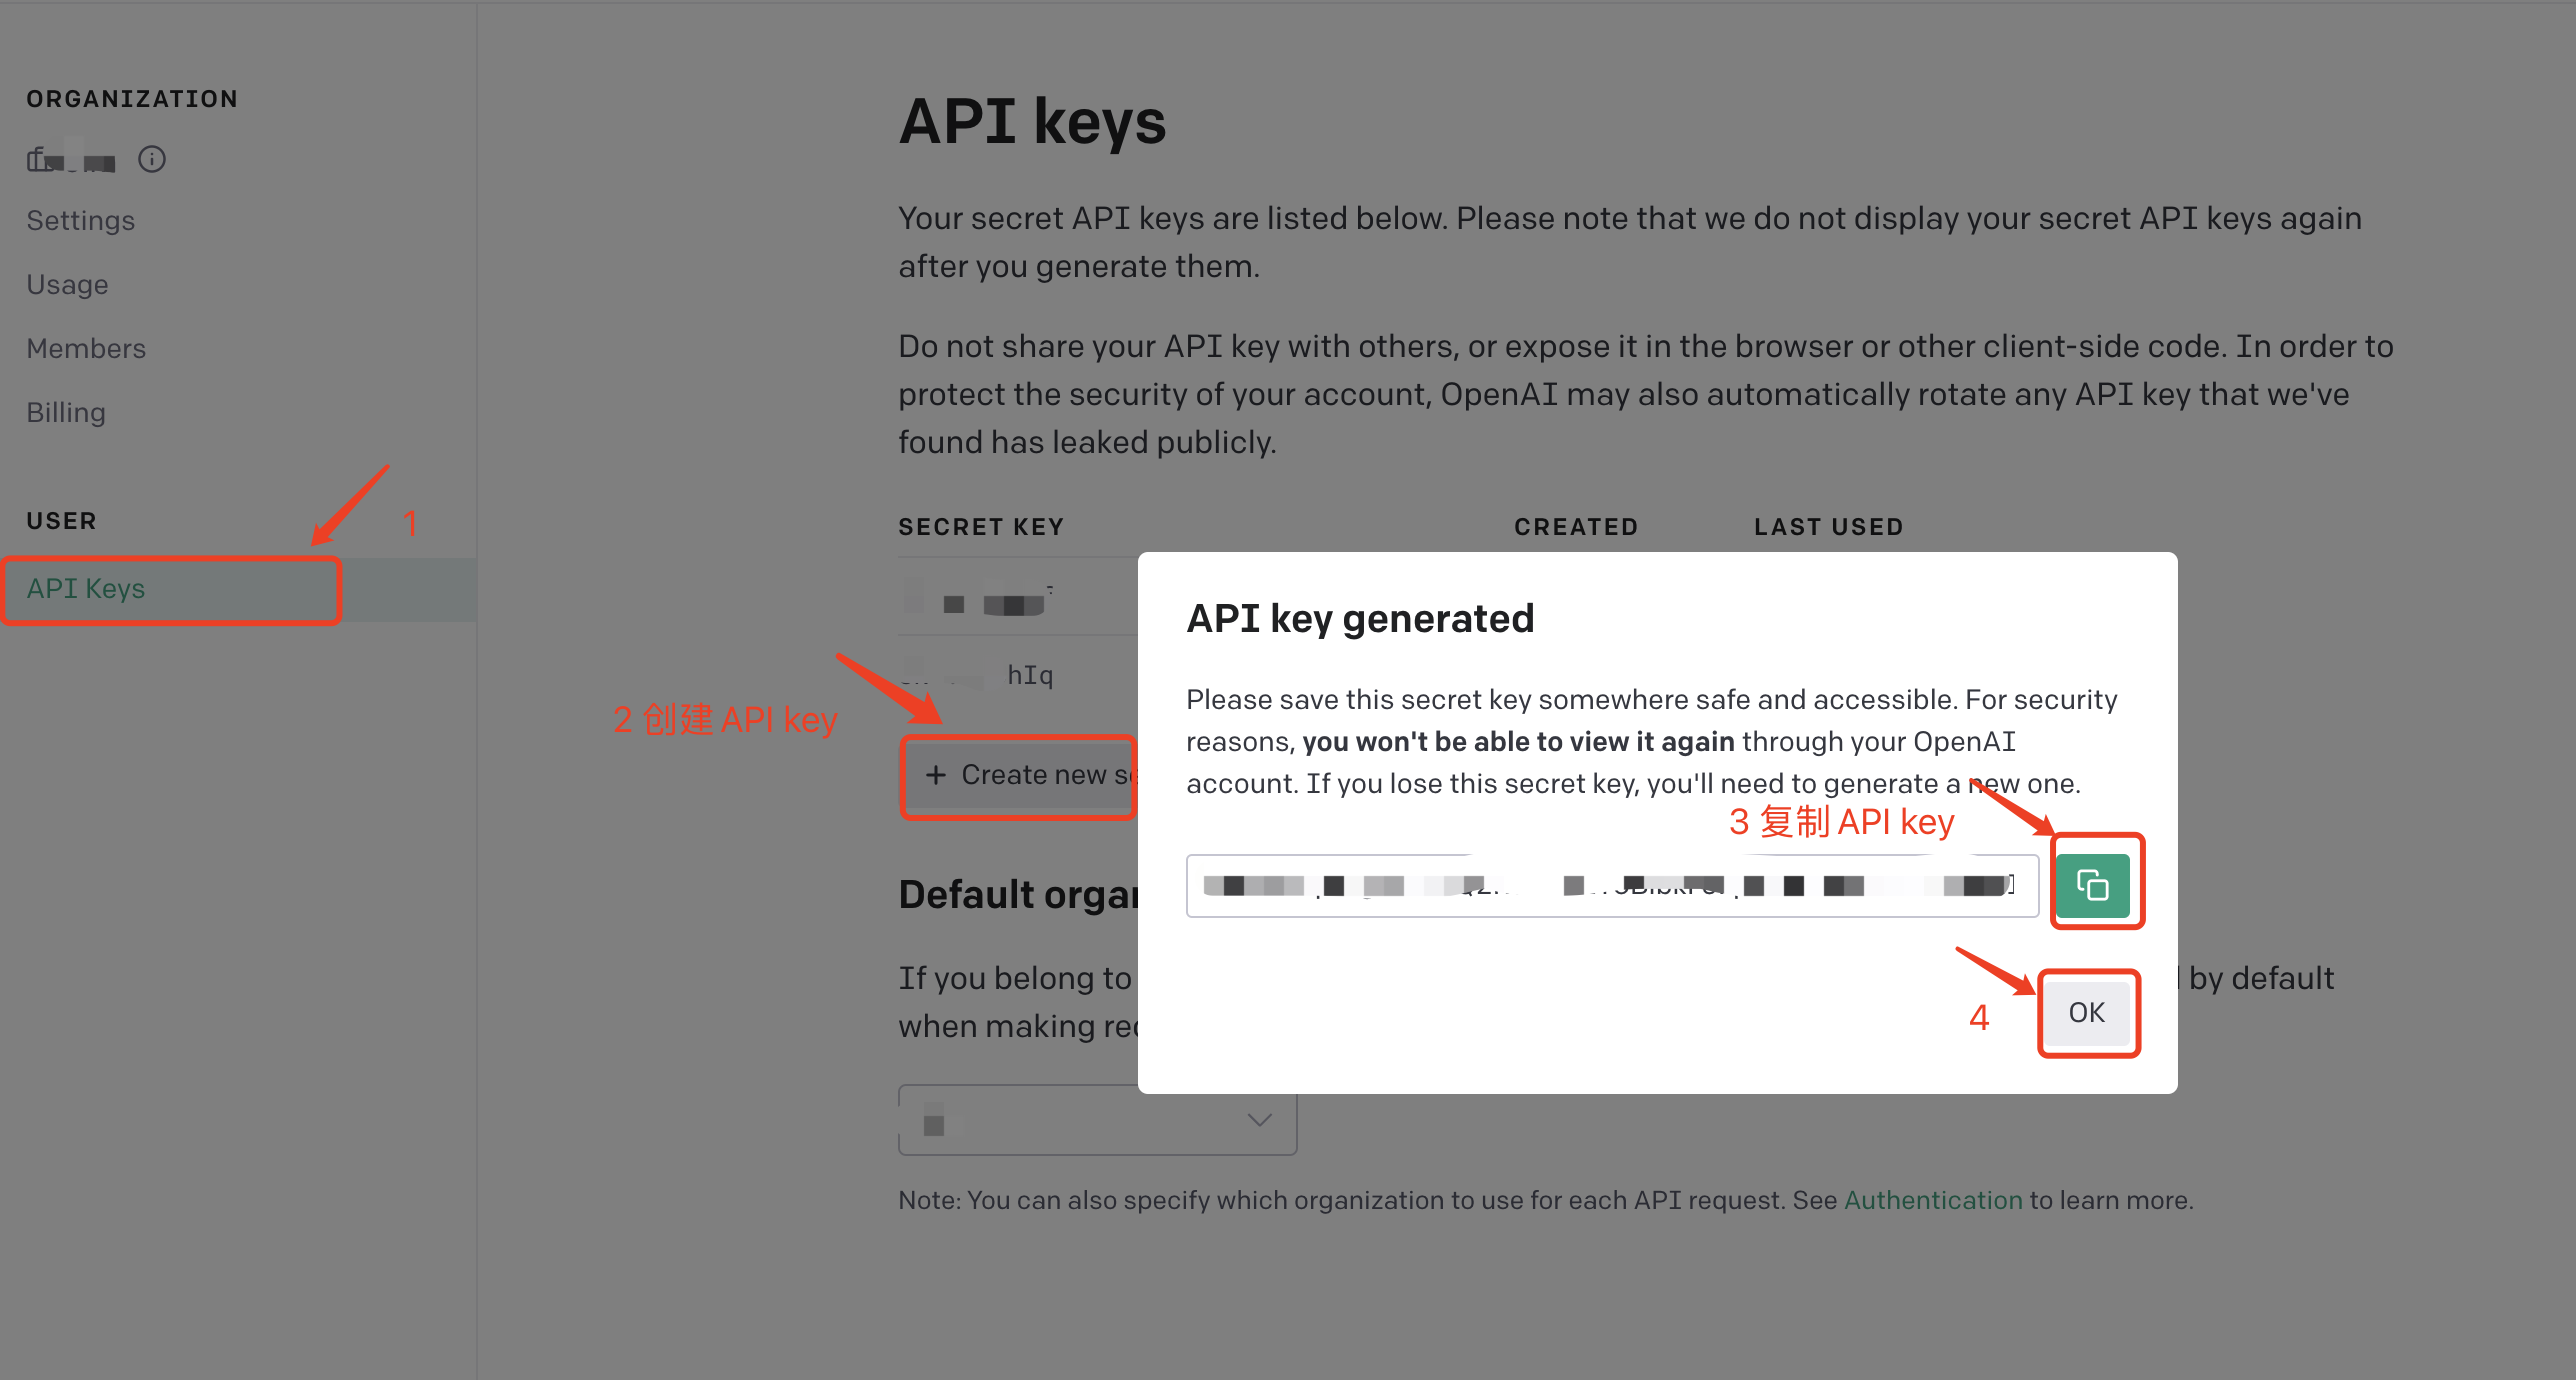 ORGANIZATION
Settings
Usage
Members
Billing
USER
1
API Keys
API keys
Your secret API keys are listed below. Please note that we do not display your secret API keys again
after you generate them.
Do not share your API key with others, or expose it in the browser or other client-side code. In order to
protect the security of your account, OpenAI may also automatically rotate any API key that we've
found has leaked publicly.
SECRET KEY CREATED LAST USED
hIq
2 创建 API key
+ Create new
Default
If you belong to
by default
when making
Note: You can also specify which organization to use for each API request. See Authentication to learn more.
API key generated
Please save this secret key somewhere safe and accessible. For security
reasons, you won't be able to view it again through your OpenAI
account. If you lose this secret key, you'll need to generate a new one.
3 复制 API key
4
OK